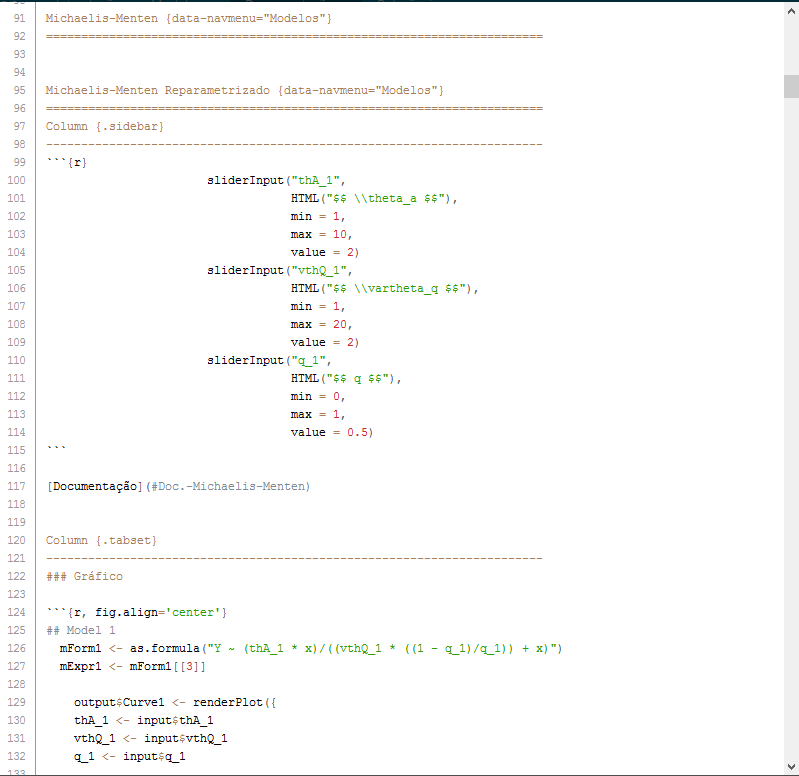 91 Michaelis-Menten {data-navmenu="Modelos"}
92 =======================================================================
93
94
95 Michaelis-Menten Reparametrizado {data-navmenu="Modelos"}
96 =======================================================================
97 Column {.sidebar}
98 -----------------------------------------------------------------------
99 ```{r}
100 sliderInput("thA_1",
101 HTML("$$ \\theta_a $$"),
102 min = 1,
103 max = 10,
104 value = 2)
105 sliderInput("vthQ_1",
106 HTML("$$ \\vartheta_q $$"),
107 min = 1,
108 max = 20,
109 value = 2)
110 sliderInput("q_1",
111 HTML("$$ q $$"),
112 min = 0,
113 max = 1,
114 value = 0.5)
115 ```
116
117 [Documentação](#Doc.-Michaelis-Menten)
118
119
120 Column {.tabset}
121 -----------------------------------------------------------------------
122 ### Gráfico
123
124 ```{r, fig.align='center'}
125 ## Model 1
126 mForm1 <- as.formula("Y ~ (thA_1 * x)/((vthQ_1 * ((1 - q_1)/q_1)) + x)")
127 mExpr1 <- mForm1[[3]]
128
129 output$Curve1 <- renderPlot({
130 thA_1 <- input$thA_1
131 vthQ_1 <- input$vthQ_1
132 q_1 <- input$q_1
133